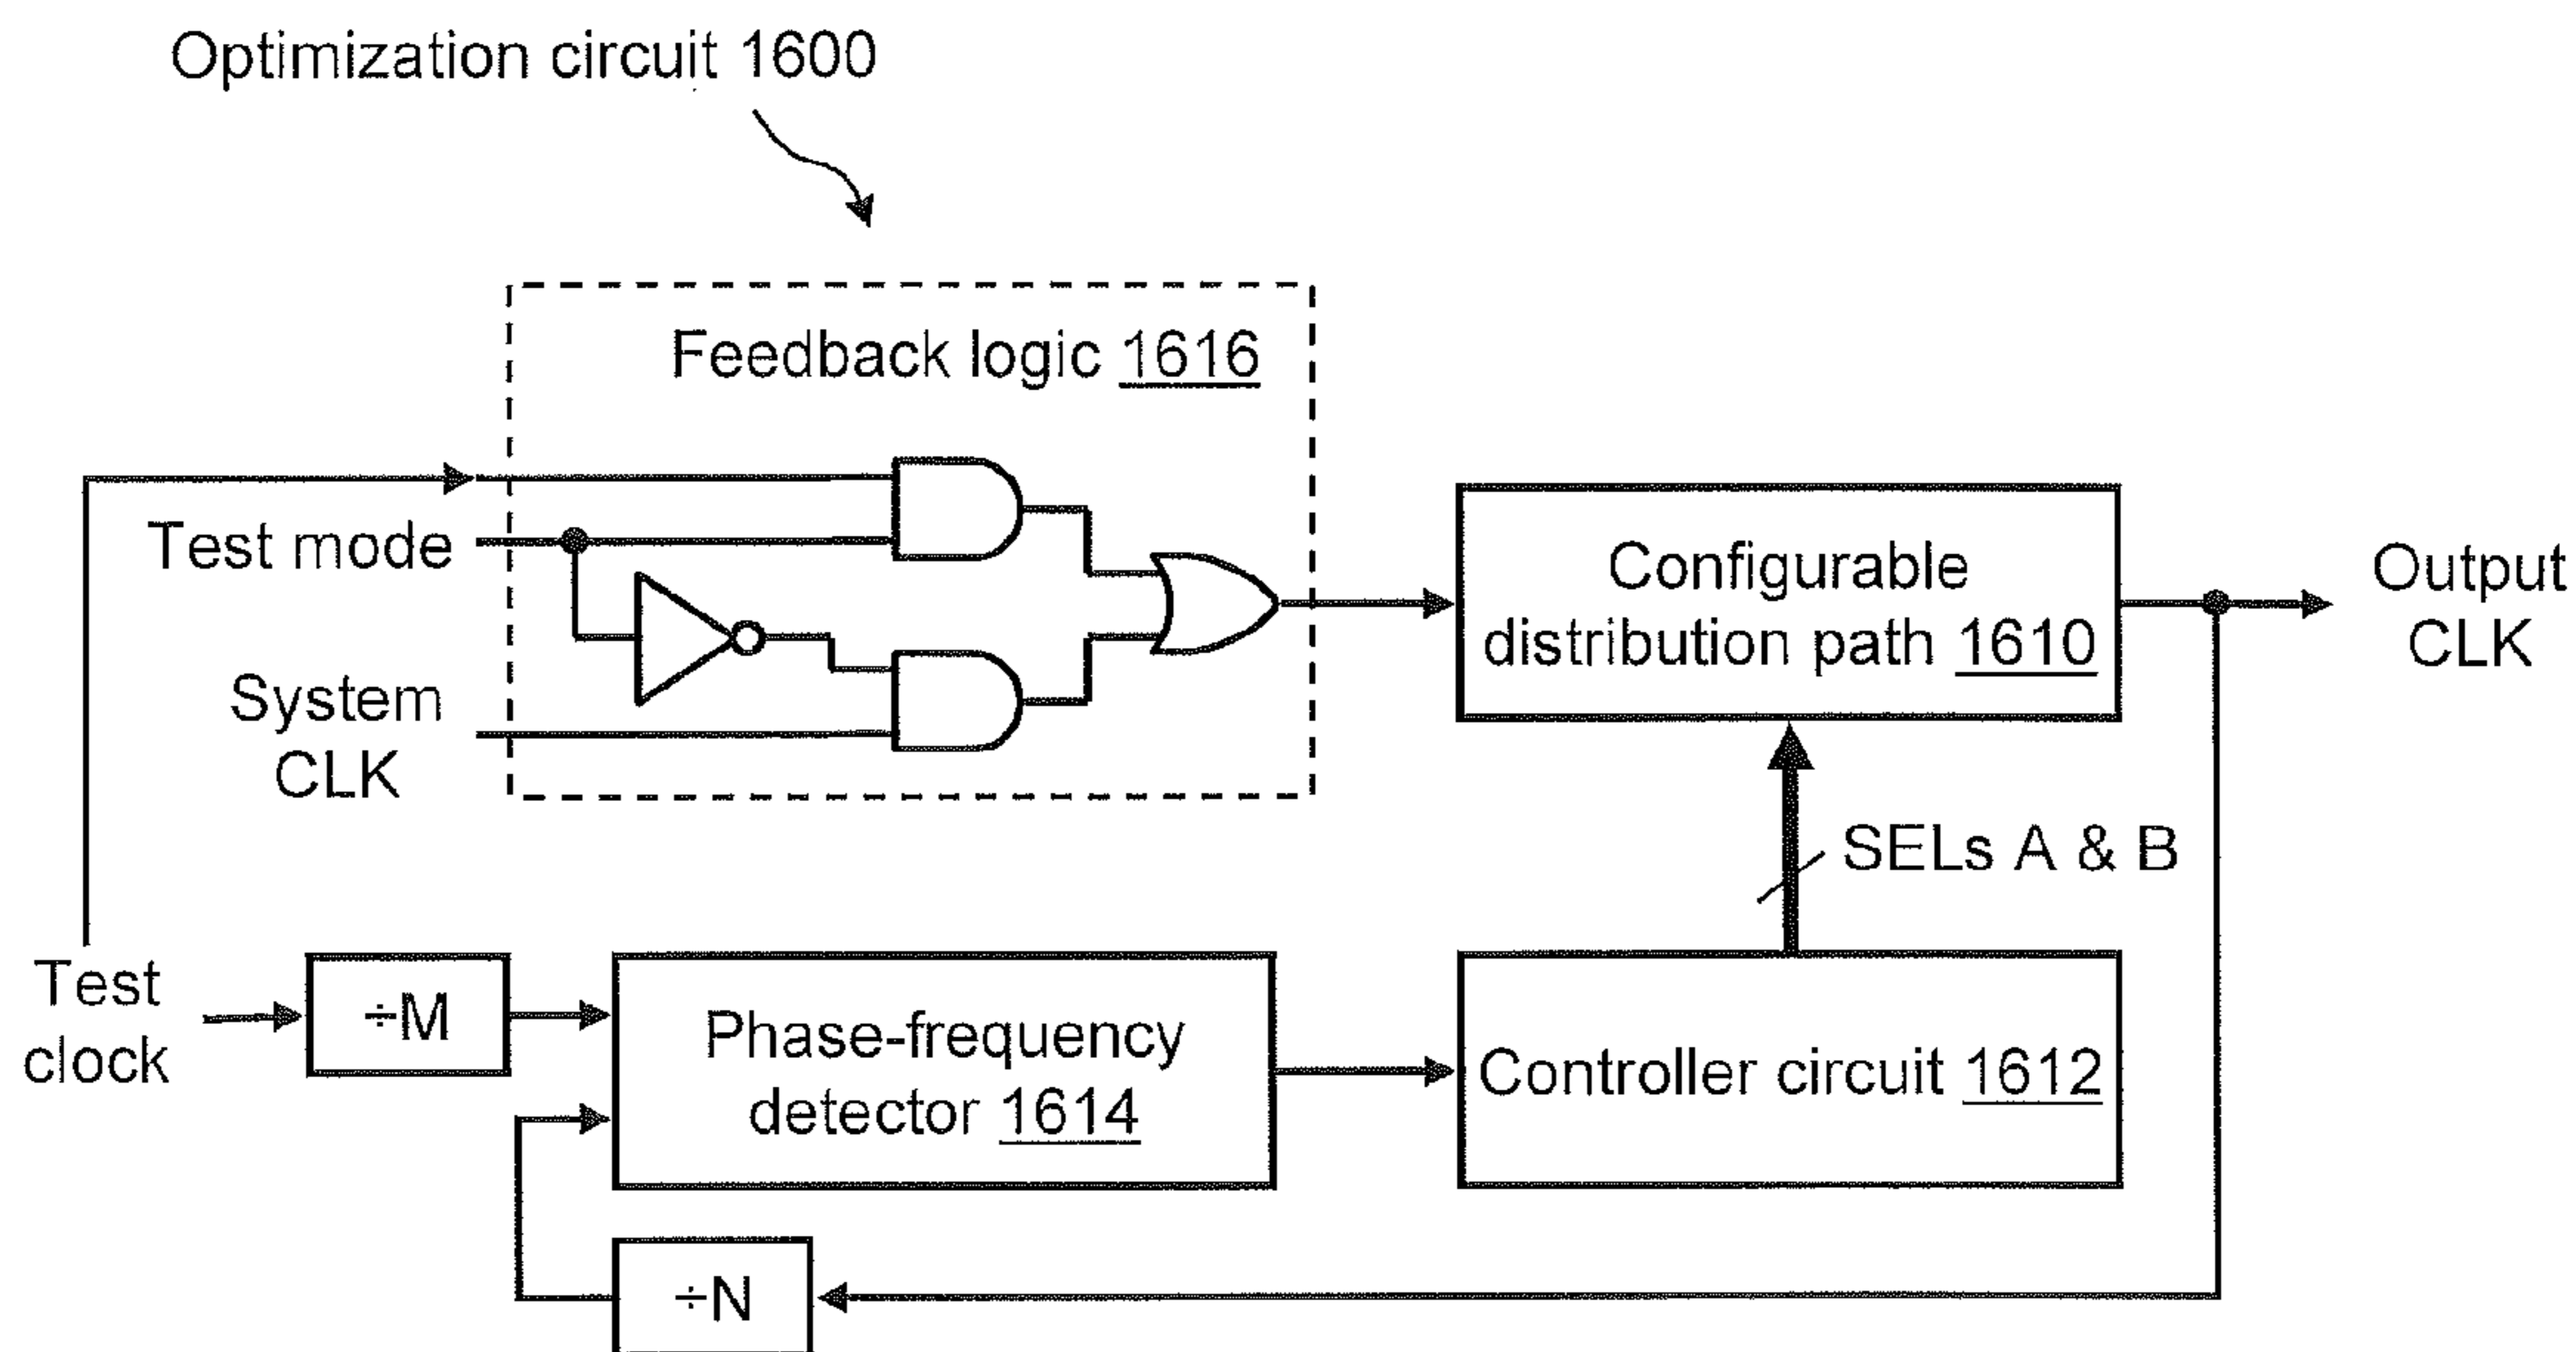 Optimization circuit 1600
Feedback logic 1616
Test mode
System
CLK
Configurable
distribution path 1610
Output
CLK
SELs A & B
Test
clock
÷M
Phase-frequency
detector 1614
Controller circuit 1612
÷N